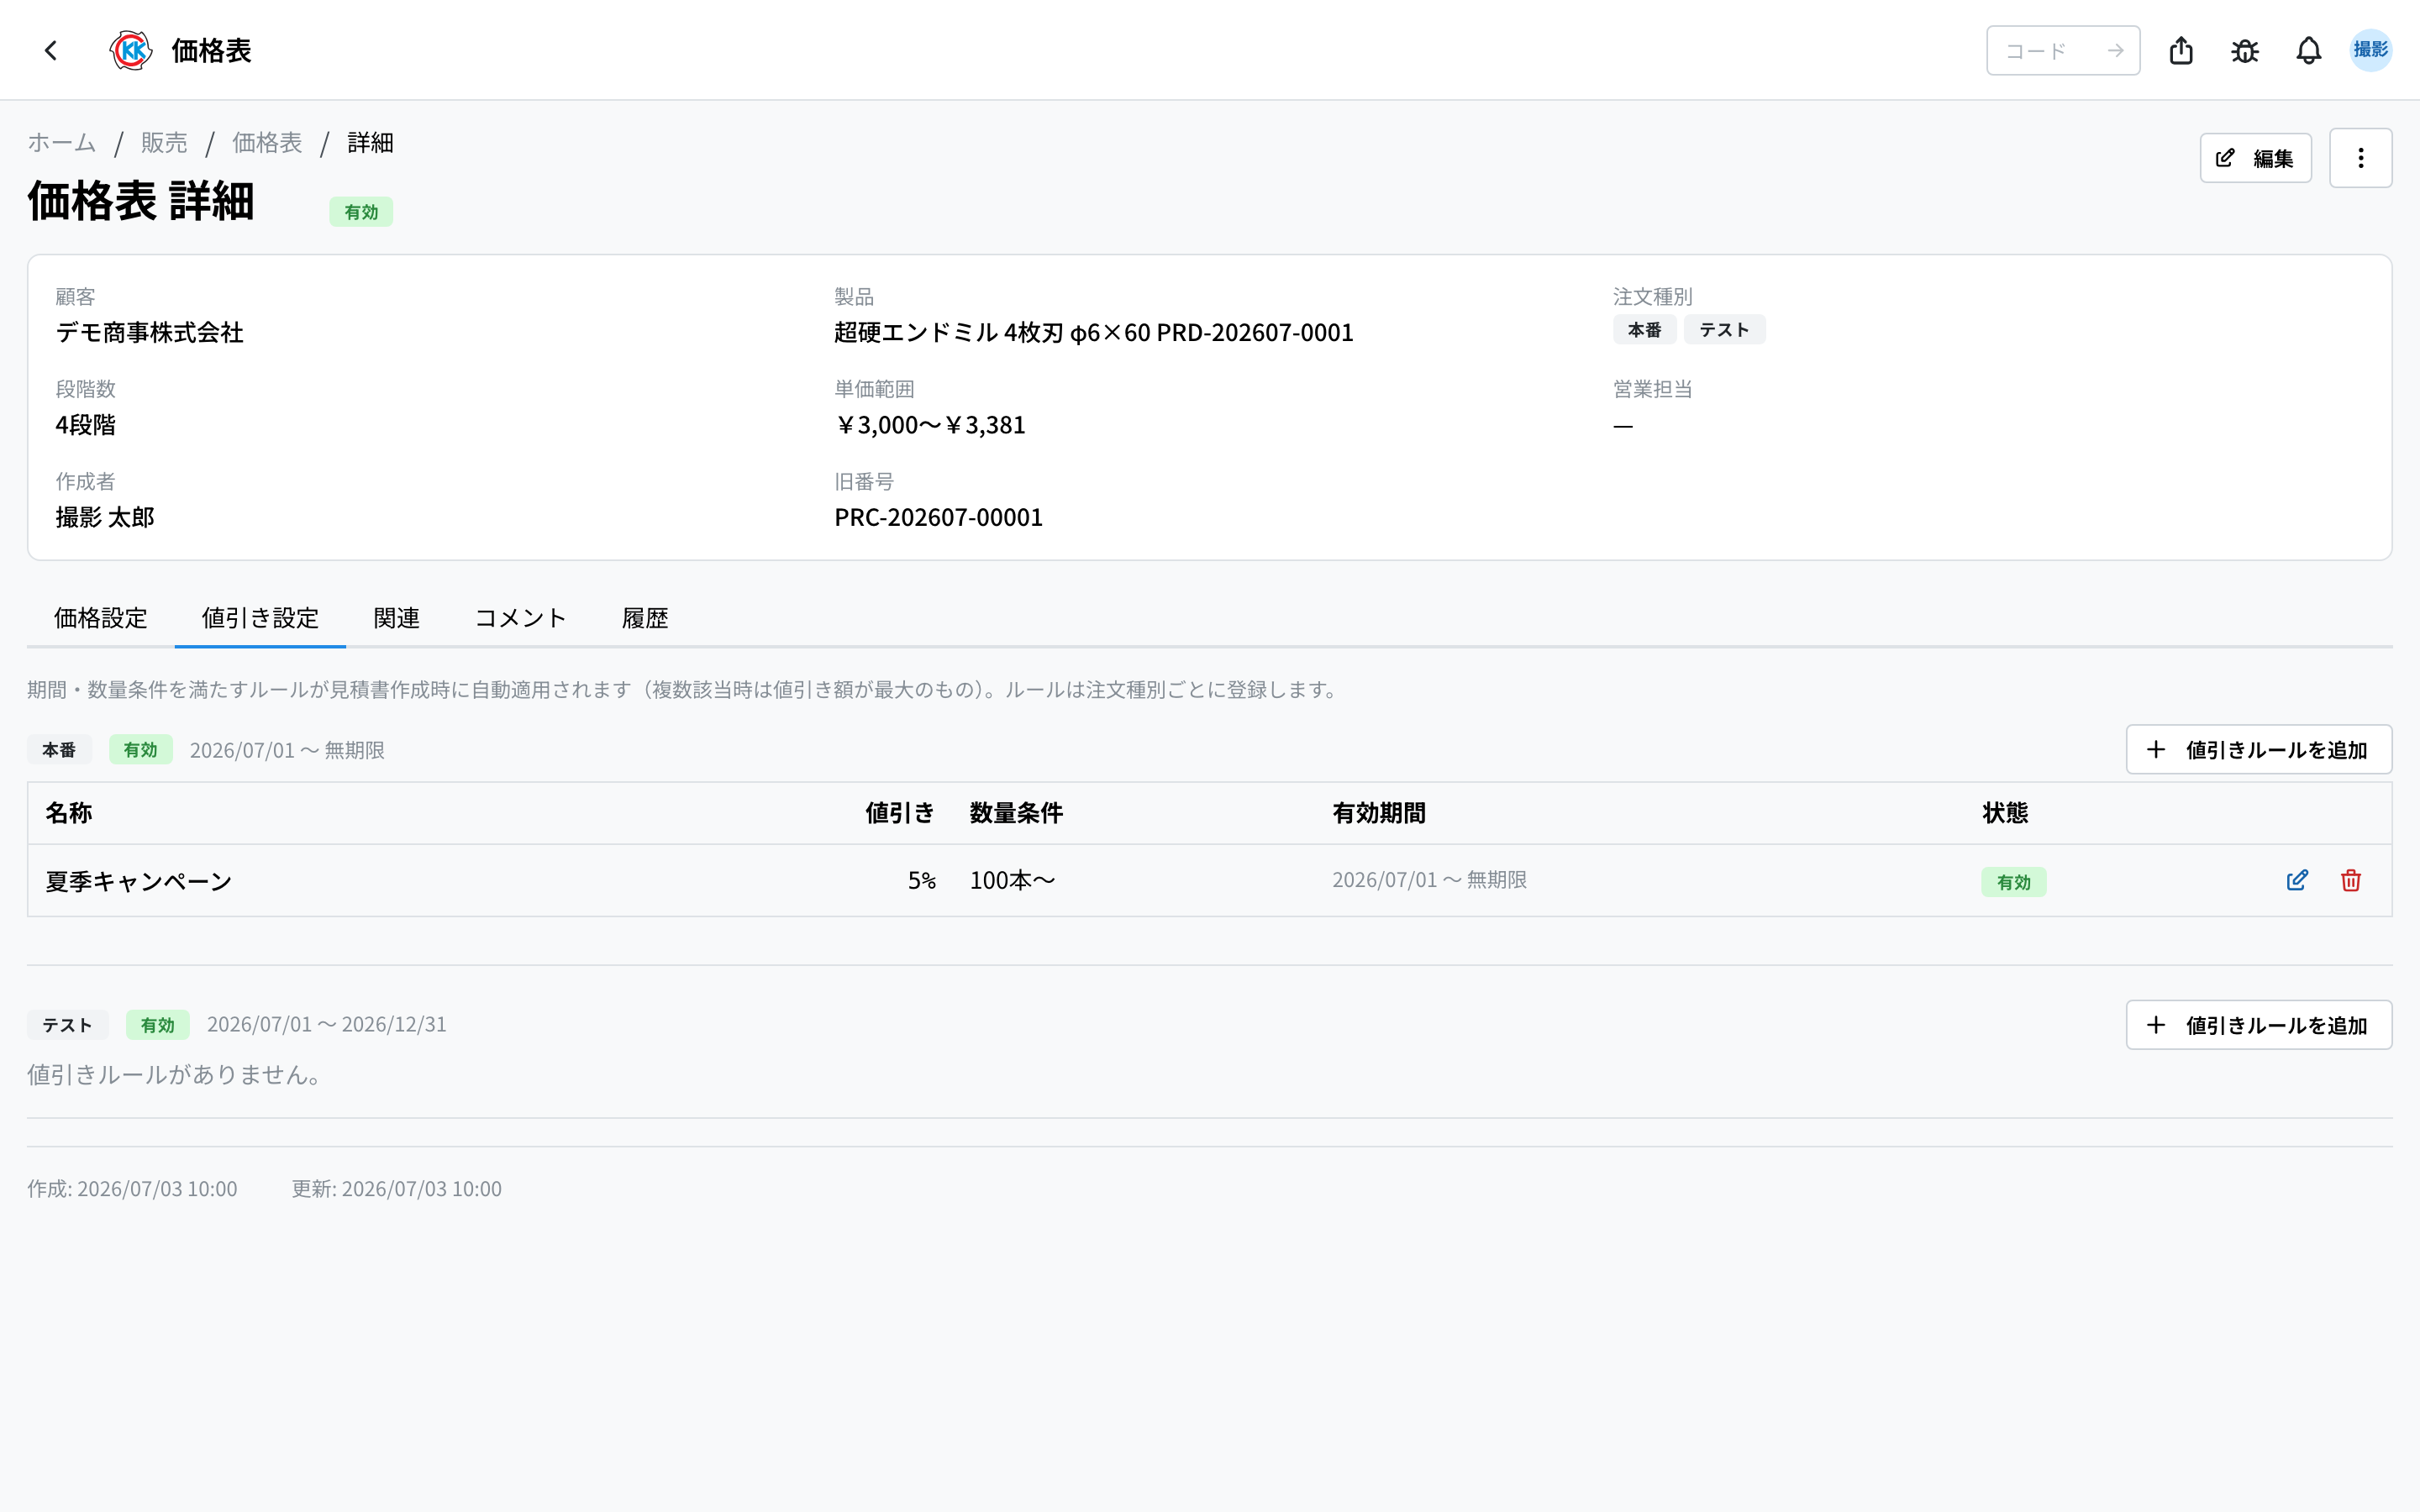 KK 価格表
コード
撮影
ホーム / 販売 / 価格表 / 詳細
価格表 詳細
有効
編集
顧客
デモ商事株式会社
製品
超硬エンドミル 4枚刃 φ6×60 PRD-202607-0001
注文種別
本番 テスト
段階数
4段階
単価範囲
￥3,000〜￥3,381
営業担当
—
作成者
撮影 太郎
旧番号
PRC-202607-00001
価格設定 値引き設定 関連 コメント 履歴
期間・数量条件を満たすルールが見積書作成時に自動適用されます（複数該当時は値引き額が最大のもの）。ルールは注文種別ごとに登録します。
本番 有効 2026/07/01 〜 無期限
値引きルールを追加
名称 値引き 数量条件 有効期間 状態
夏季キャンペーン 5% 100本〜 2026/07/01 〜 無期限 有効
テスト 有効 2026/07/01 〜 2026/12/31
値引きルールを追加
値引きルールがありません。
作成: 2026/07/03 10:00 更新: 2026/07/03 10:00